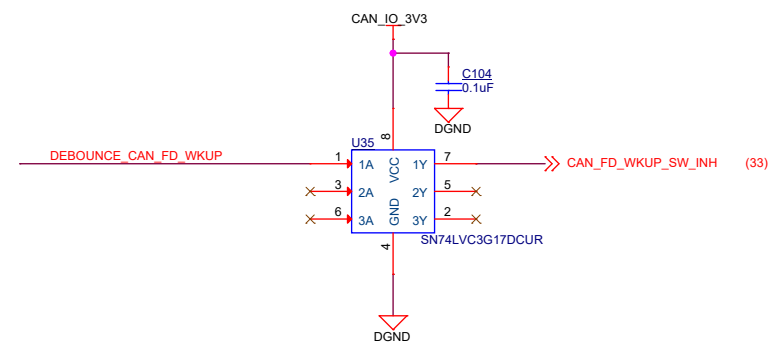 CAN_IO_3V3
C104
0.1uF
DGND
U35
8
DEBOUNCE_CAN_FD_WKUP
1
1A
VCC
1Y
7
CAN_FD_WKUP_SW_INH
(33)
3
2A
2Y
5
6
3A
GND
3Y
2
4
SN74LVC3G17DCUR
DGND